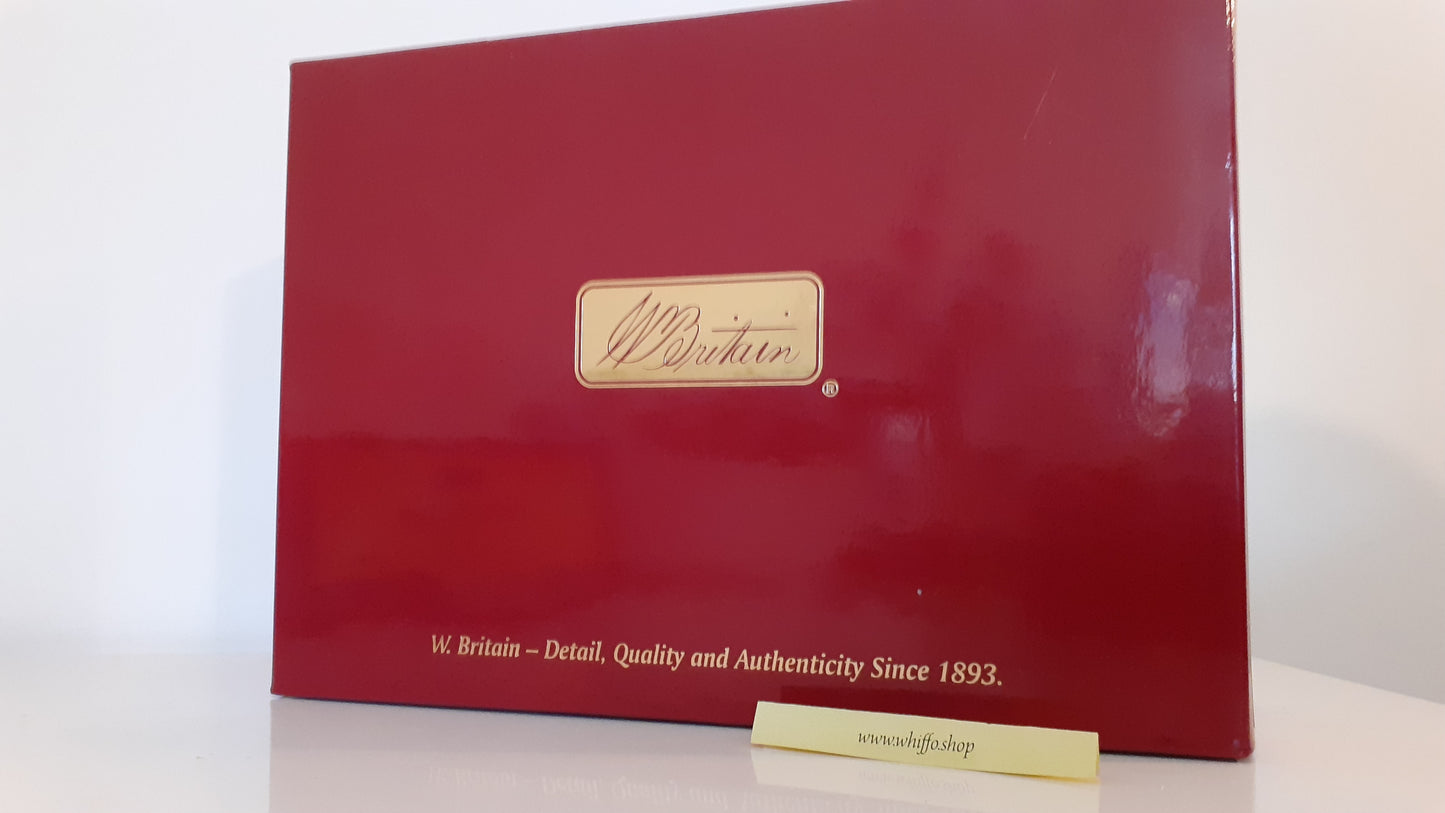 W Britain
®
W. Britain – Detail, Quality and Authenticity Since 1893.
www.whiffo.shop